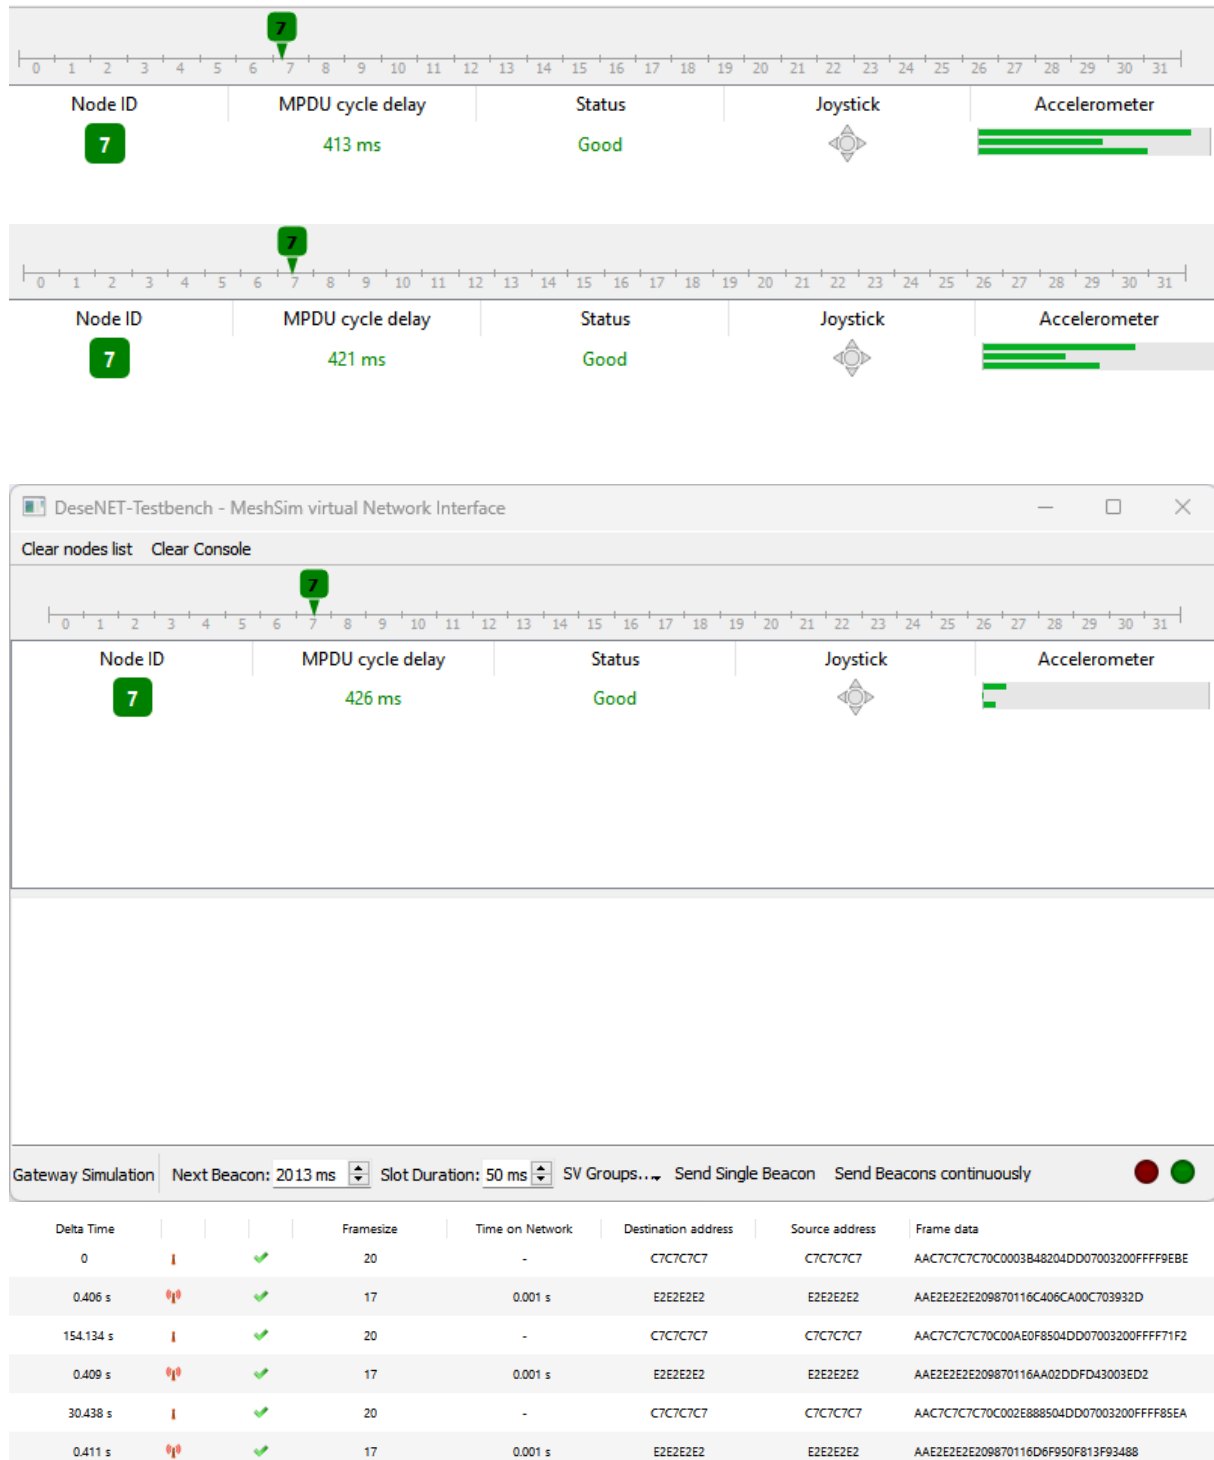 7
0 1 2 3 4 5 6 7 8 9 10 11 12 13 14 15 16 17 18 19 20 21 22 23 24 25 26 27 28 29 30 31
Node ID MPDU cycle delay Status Joystick Accelerometer
7 413 ms Good
7
0 1 2 3 4 5 6 7 8 9 10 11 12 13 14 15 16 17 18 19 20 21 22 23 24 25 26 27 28 29 30 31
Node ID MPDU cycle delay Status Joystick Accelerometer
7 421 ms Good
DeseNET-Testbench - MeshSim virtual Network Interface
Clear nodes list Clear Console
7
0 1 2 3 4 5 6 7 8 9 10 11 12 13 14 15 16 17 18 19 20 21 22 23 24 25 26 27 28 29 30 31
Node ID MPDU cycle delay Status Joystick Accelerometer
7 426 ms Good
Gateway Simulation Next Beacon: 2013 ms Slot Duration: 50 ms SV Groups... Send Single Beacon Send Beacons continuously
Delta Time Framesize Time on Network Destination address Source address Frame data
0 20 - C7C7C7C7 C7C7C7C7 AAC7C7C7C70C0003B48204DD07003200FFFF9EBE
0.406 s 17 0.001 s E2E2E2E2 E2E2E2E2 AAE2E2E2E209870116C406CA00C703932D
154.134 s 20 - C7C7C7C7 C7C7C7C7 AAC7C7C7C70C00AE0F8504DD07003200FFFF71F2
0.409 s 17 0.001 s E2E2E2E2 E2E2E2E2 AAE2E2E2E209870116AA02DDFD43003ED2
30.438 s 20 - C7C7C7C7 C7C7C7C7 AAC7C7C7C70C002E888504DD07003200FFFF85EA
0.411 s 17 0.001 s E2E2E2E2 E2E2E2E2 AAE2E2E2E209870116D6F950F813F93488